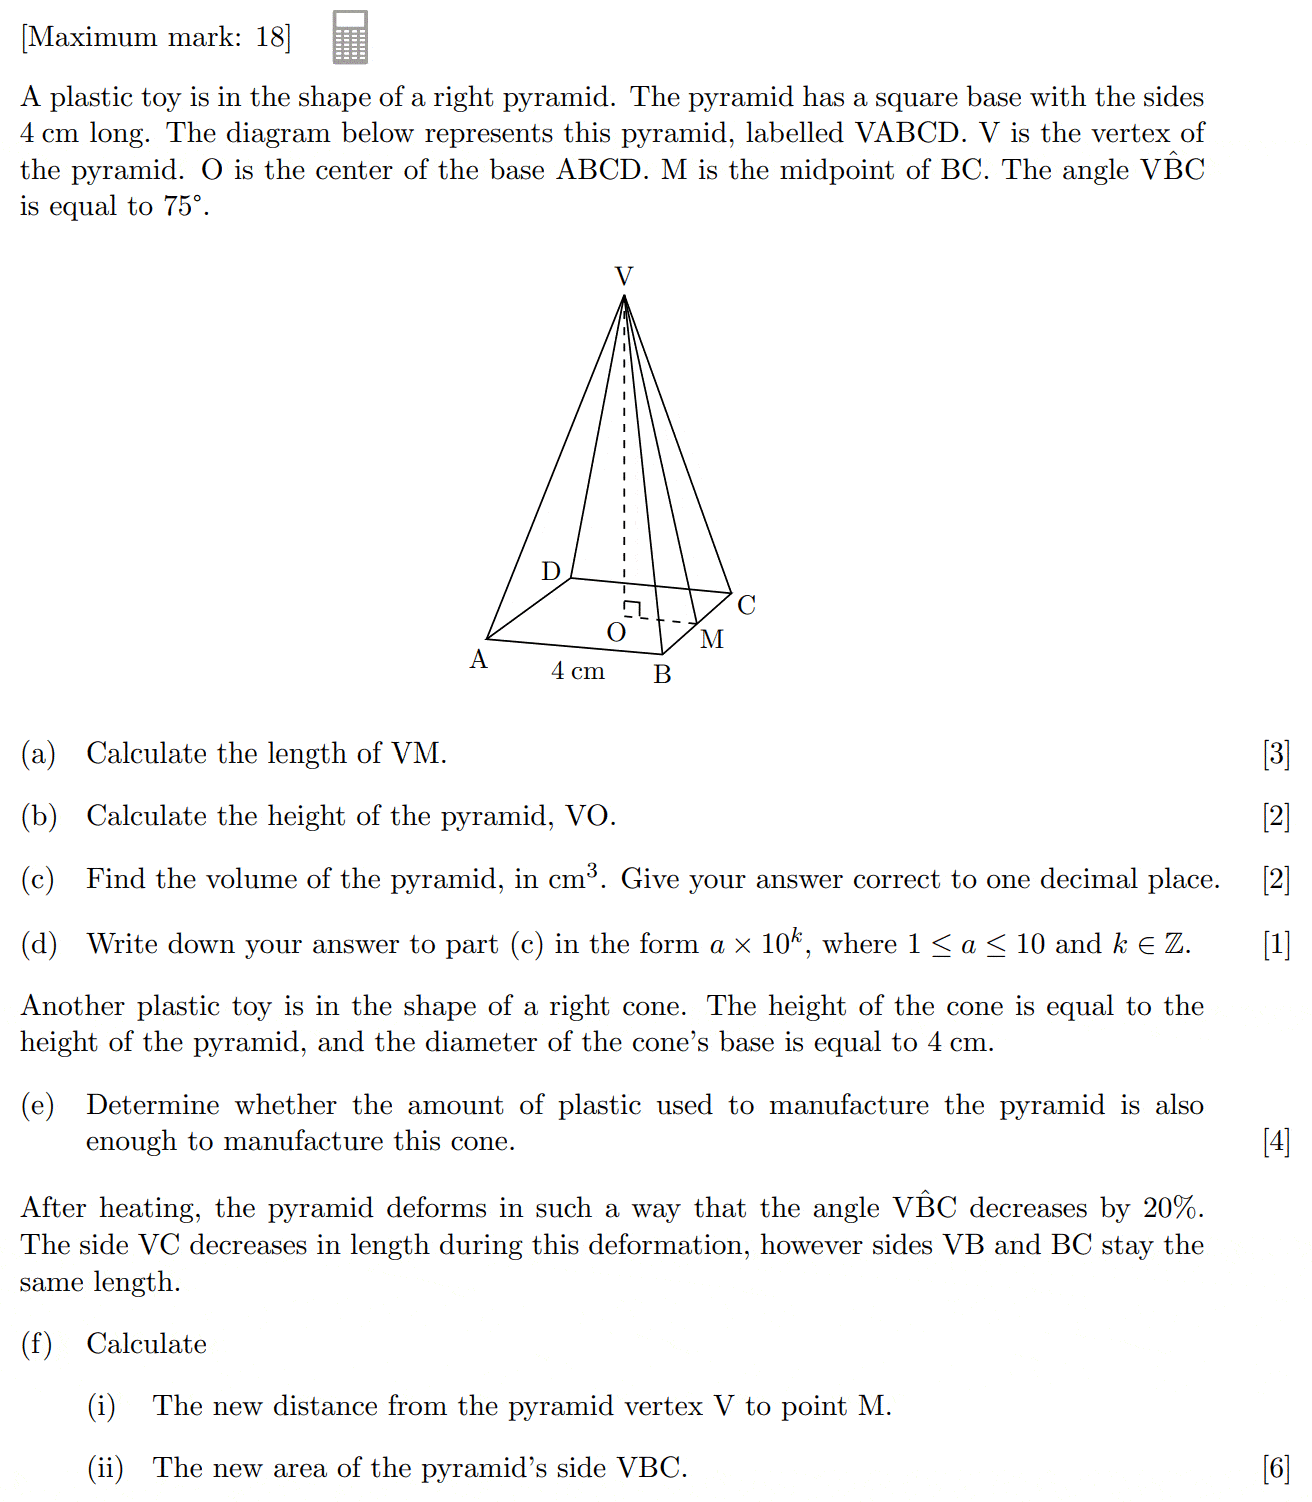 [Maximum mark: 18]
A plastic toy is in the shape of a right pyramid. The pyramid has a square base with the sides
4 cm long. The diagram below represents this pyramid, labelled VABCD. V is the vertex of
the pyramid. O is the center of the base ABCD. M is the midpoint of BC. The angle VB̂C
is equal to 75°.
V
D
C
O
M
A
4 cm
B
(a) Calculate the length of VM. [3]
(b) Calculate the height of the pyramid, VO. [2]
(c) Find the volume of the pyramid, in cm³. Give your answer correct to one decimal place. [2]
(d) Write down your answer to part (c) in the form a × 10ᵏ, where 1 ≤ a ≤ 10 and k ∈ ℤ. [1]
Another plastic toy is in the shape of a right cone. The height of the cone is equal to the
height of the pyramid, and the diameter of the cone's base is equal to 4 cm.
(e) Determine whether the amount of plastic used to manufacture the pyramid is also
enough to manufacture this cone. [4]
After heating, the pyramid deforms in such a way that the angle VB̂C decreases by 20%.
The side VC decreases in length during this deformation, however sides VB and BC stay the
same length.
(f) Calculate
(i) The new distance from the pyramid vertex V to point M.
(ii) The new area of the pyramid's side VBC. [6]